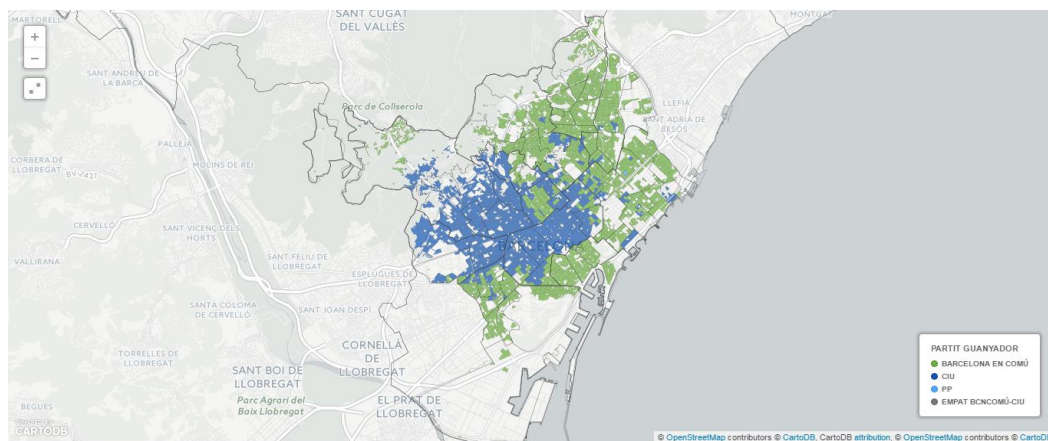 MARTORELL
SANT CUGAT
DEL VALLÈS
MONTGAT
+
−
SANT ANDREU DE
LA BARCA
Parc de Collserola
LLEFIÀ
SANT ADRIÀ DE
BESÒS
PALLEJÀ
CORBERA DE
LLOBREGAT
BV-2421
MOLINS DE REI
CERVELLÓ
SANT VICENÇ DELS
HORTS
BARCELONA
VALLIRANA
SANT FELIU DE
LLOBREGAT
ESPLUGUES DE
LLOBREGAT
SANTA COLOMA
DE CERVELLÓ
SANT JOAN DESPÍ
TORRELLES DE
LLOBREGAT
CORNELLÀ
DE
LLOBREGAT
SANT BOI DE
LLOBREGAT
Parc Agrari del
Baix Llobregat
EL PRAT DE
LLOBREGAT
BEGUES
PARTIT GUANYADOR
BARCELONA EN COMÚ
CIU
PP
EMPAT BCNCOMÚ-CIU
CARTODB
© OpenStreetMap contributors © CartoDB, CartoDB attribution, © OpenStreetMap contributors © CartoD